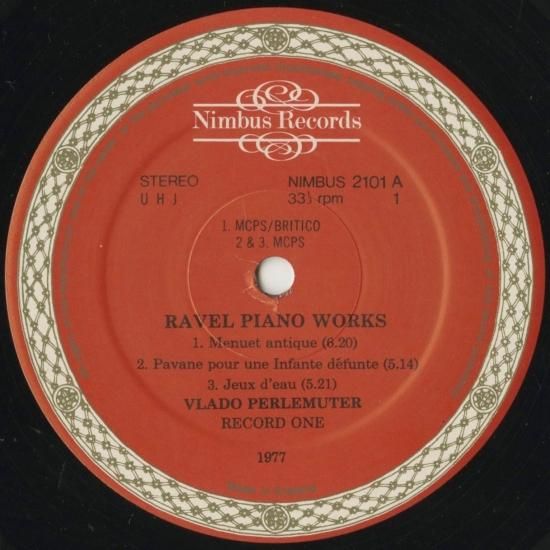 Nimbus Records
STEREO
UHJ
NIMBUS 2101 A
33⅓ rpm 1
1. MCPS/BRITICO
2 & 3. MCPS
RAVEL PIANO WORKS
1. Menuet antique (6.20)
2. Pavane pour une Infante défunte (5.14)
3. Jeux d'eau (5.21)
VLADO PERLEMUTER
RECORD ONE
1977